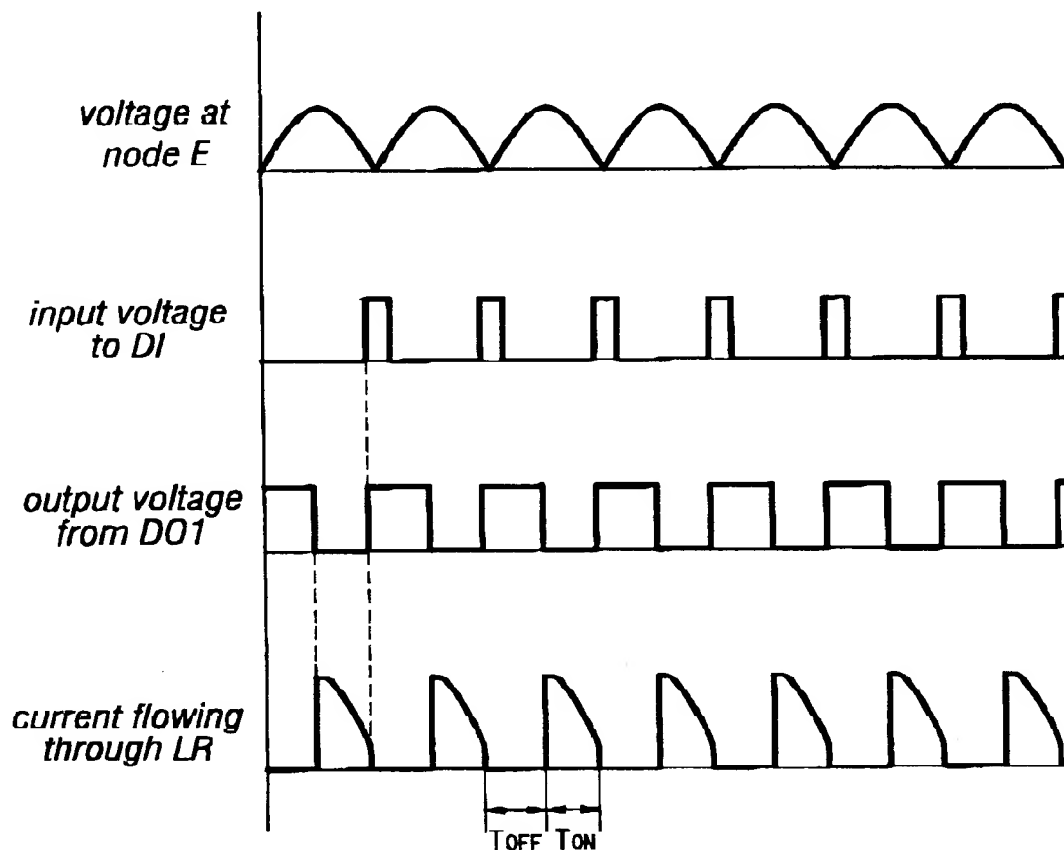 voltage at
node E
input voltage
to DI
output voltage
from DO1
current flowing
through LR
TOFF TON